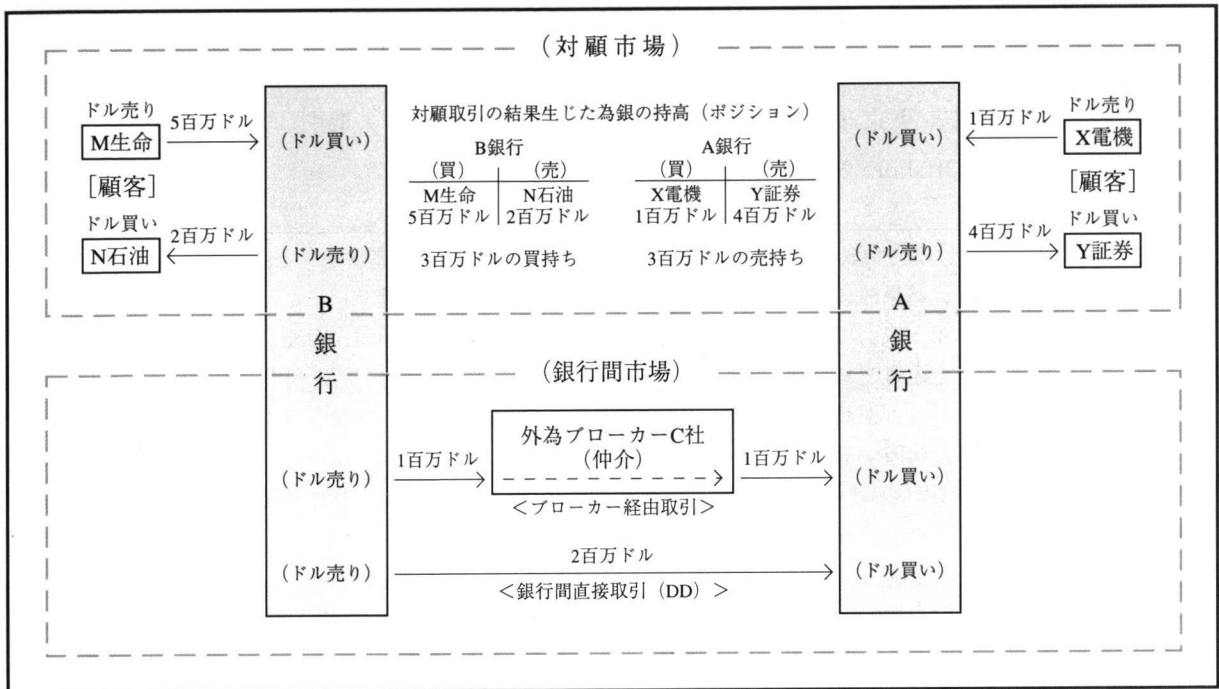 (対顧市場)
ドル売り
M生命
[顧客]
ドル買い
N石油
5百万ドル
2百万ドル
(ドル買い)
(ドル売り)
対顧取引の結果生じた為銀の持高(ポジション)
B銀行
(買) (売)
M生命 N石油
5百万ドル 2百万ドル
3百万ドルの買持ち
A銀行
(買) (売)
X電機 Y証券
1百万ドル 4百万ドル
3百万ドルの売持ち
(ドル買い)
(ドル売り)
1百万ドル
4百万ドル
ドル売り
X電機
[顧客]
ドル買い
Y証券
B銀行
A銀行
(銀行間市場)
(ドル売り)
1百万ドル
外為ブローカーC社
(仲介)
1百万ドル
(ドル買い)
<ブローカー経由取引>
(ドル売り)
2百万ドル
(ドル買い)
<銀行間直接取引(DD)>